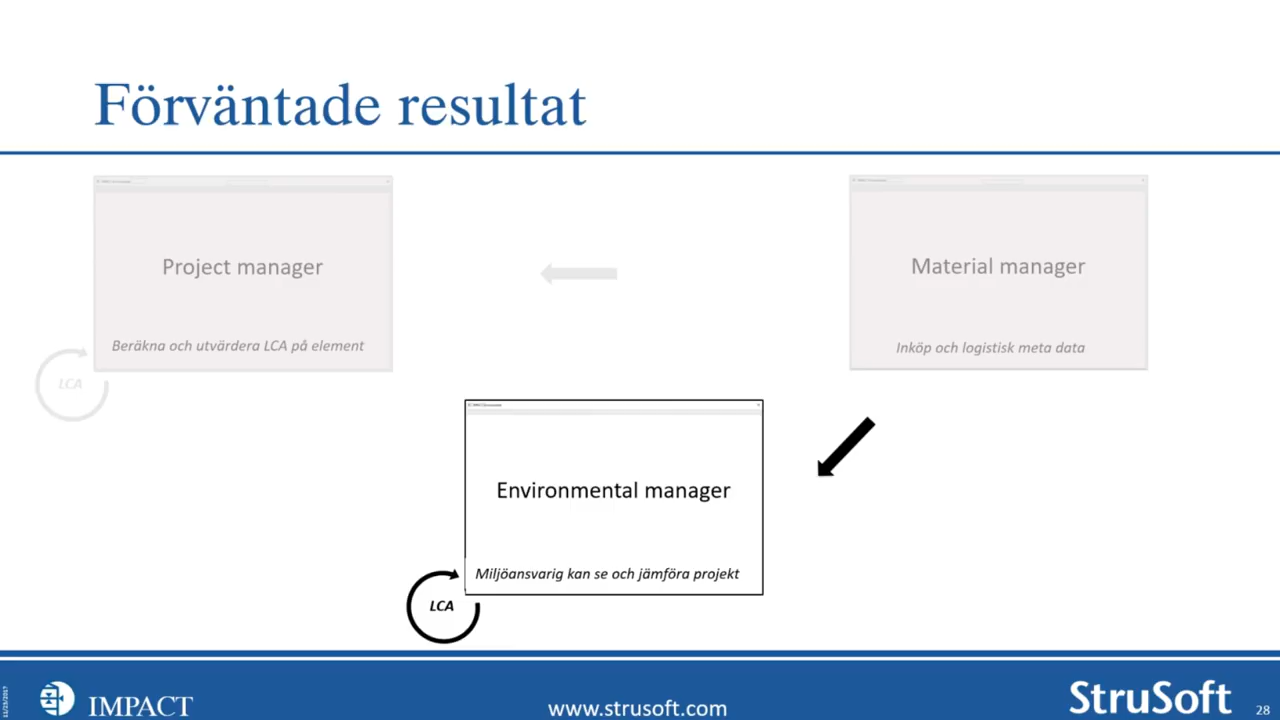 Förväntade resultat
Project manager
Beräkna och utvärdera LCA på element
LCA
Material manager
Inköp och logistisk meta data
Environmental manager
Miljöansvarig kan se och jämföra projekt
LCA
IMPACT
www.strusoft.com
StruSoft
28